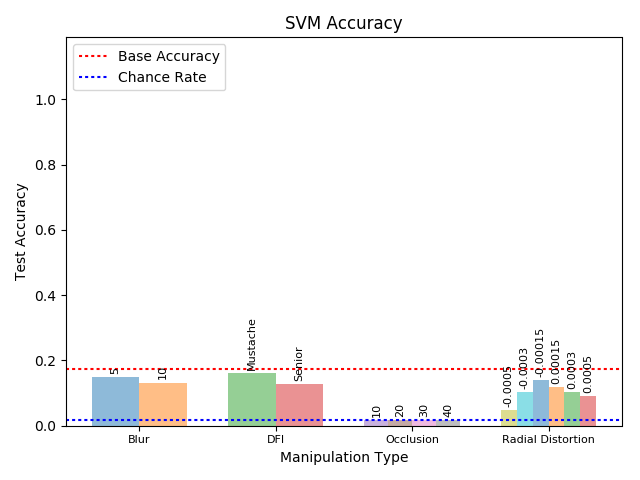 SVM Accuracy
Base Accuracy
Chance Rate
Test Accuracy
1.0
0.8
0.6
0.4
0.2
0.0
5
10
Mustache
Senior
10
20
30
40
-0.0005
-0.0003
-0.00015
0.00015
0.0003
0.0005
Blur
DFI
Occlusion
Radial Distortion
Manipulation Type